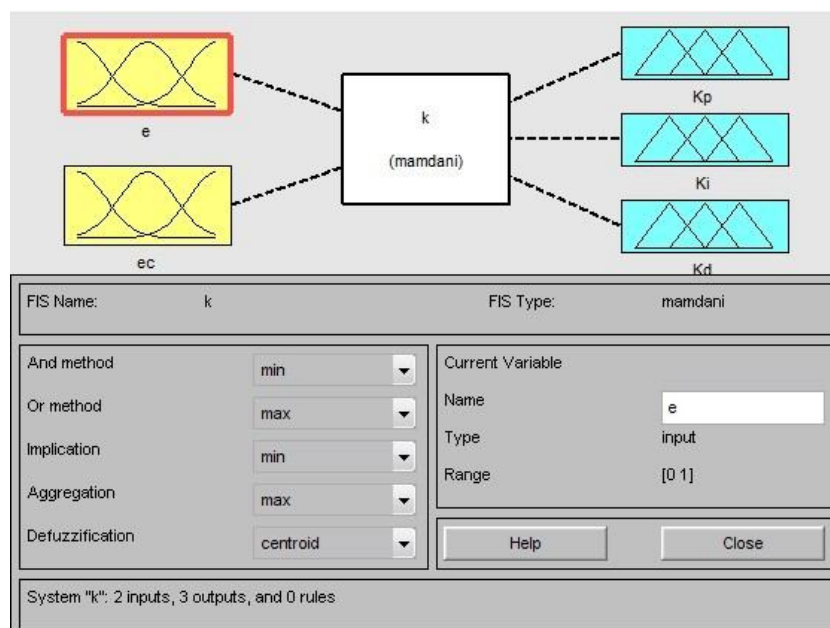 e
ec
k
(mamdani)
Kp
Ki
Kd
FIS Name: k FIS Type: mamdani
And method min
Or method max
Implication min
Aggregation max
Defuzzification centroid
Current Variable
Name e
Type input
Range [0 1]
Help Close
System "k": 2 inputs, 3 outputs, and 0 rules